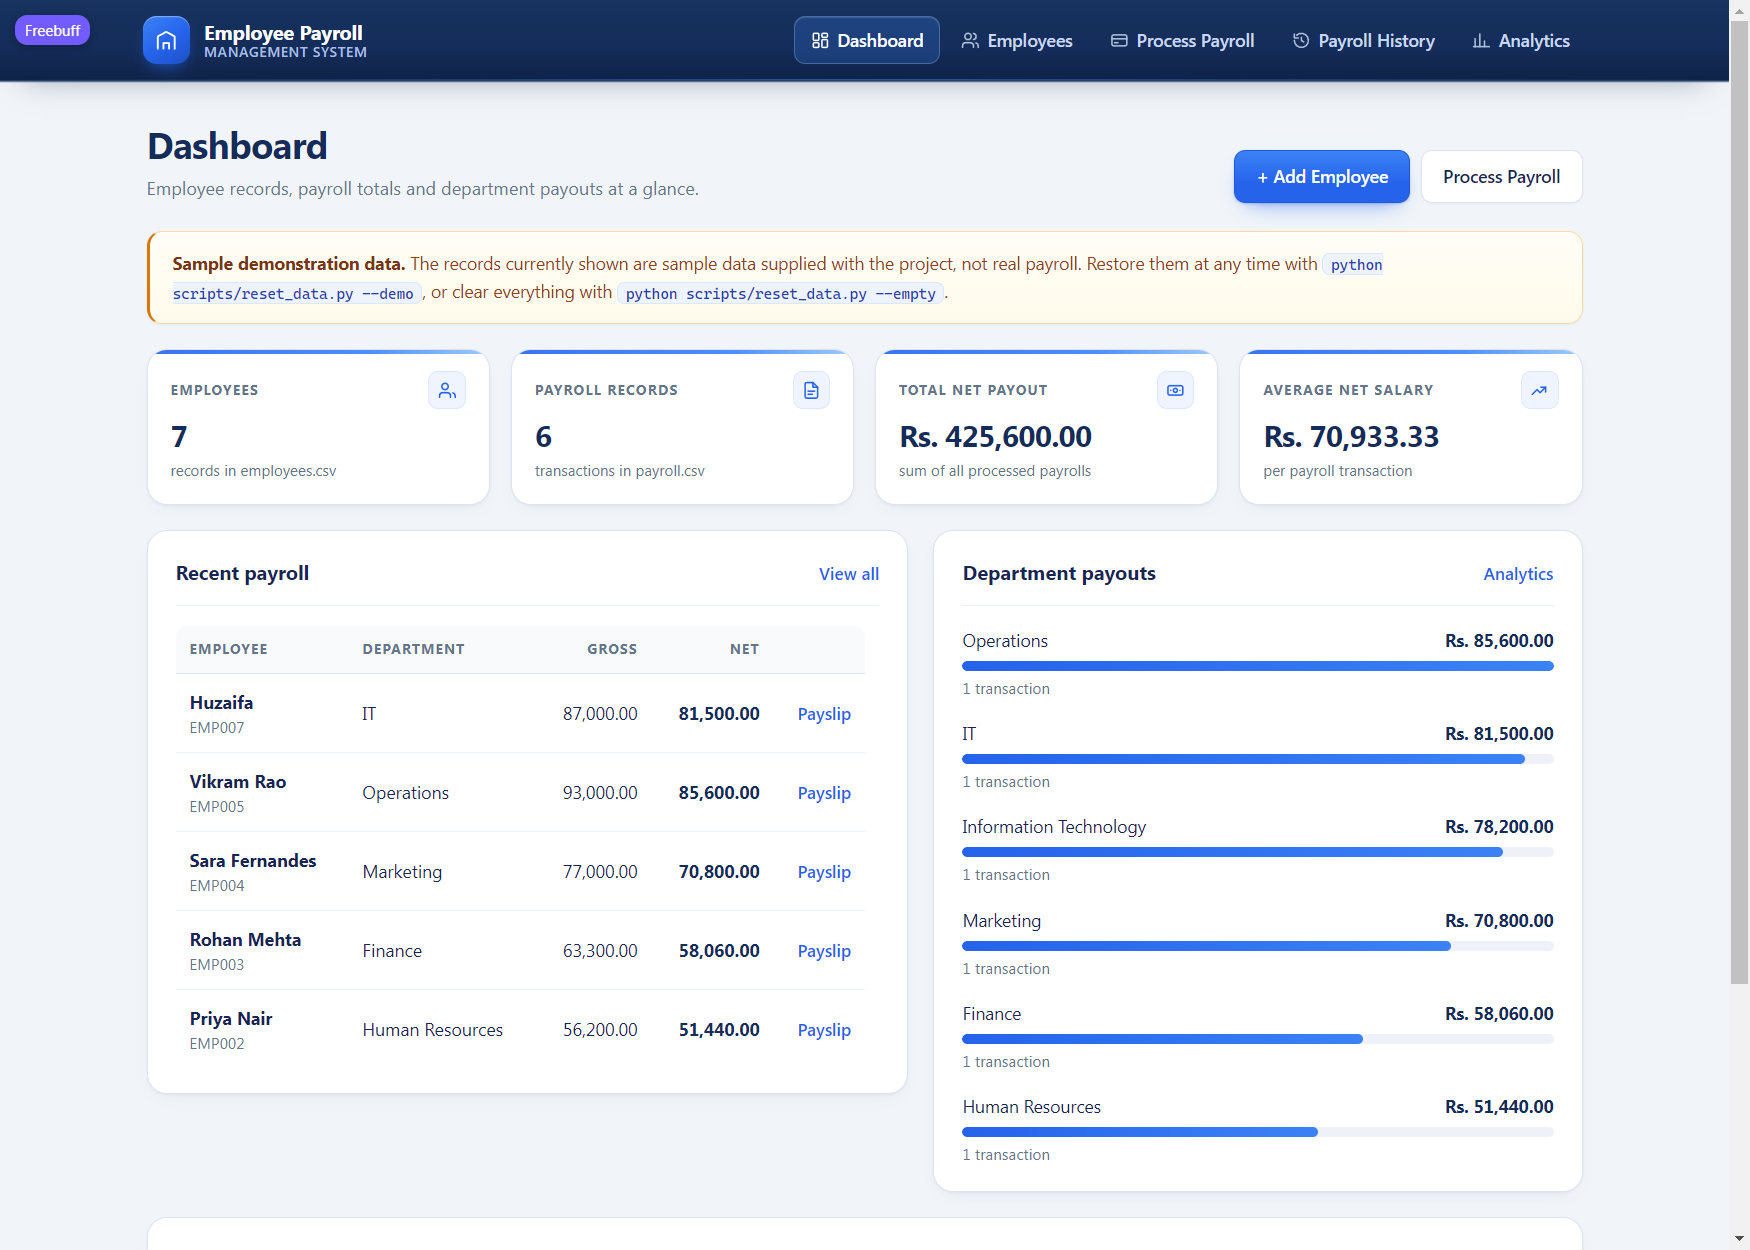 Freebuff
Employee Payroll
MANAGEMENT SYSTEM
Dashboard
Employees
Process Payroll
Payroll History
Analytics
Dashboard
Employee records, payroll totals and department payouts at a glance.
+ Add Employee
Process Payroll
Sample demonstration data. The records currently shown are sample data supplied with the project, not real payroll. Restore them at any time with python
scripts/reset_data.py --demo, or clear everything with python scripts/reset_data.py --empty.
EMPLOYEES
7
records in employees.csv
PAYROLL RECORDS
6
transactions in payroll.csv
TOTAL NET PAYOUT
Rs. 425,600.00
sum of all processed payrolls
AVERAGE NET SALARY
Rs. 70,933.33
per payroll transaction
Recent payroll
View all
EMPLOYEE DEPARTMENT GROSS NET
Huzaifa
EMP007
IT 87,000.00 81,500.00 Payslip
Vikram Rao
EMP005
Operations 93,000.00 85,600.00 Payslip
Sara Fernandes
EMP004
Marketing 77,000.00 70,800.00 Payslip
Rohan Mehta
EMP003
Finance 63,300.00 58,060.00 Payslip
Priya Nair
EMP002
Human Resources 56,200.00 51,440.00 Payslip
Department payouts
Analytics
Operations Rs. 85,600.00
1 transaction
IT Rs. 81,500.00
1 transaction
Information Technology Rs. 78,200.00
1 transaction
Marketing Rs. 70,800.00
1 transaction
Finance Rs. 58,060.00
1 transaction
Human Resources Rs. 51,440.00
1 transaction